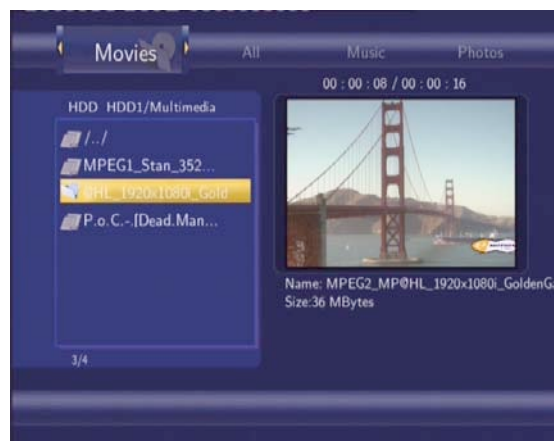 Movies
All
Music
Photos
00 : 00 : 08 / 00 : 00 : 16
HDD HDD1/Multimedia
/../
MPEG1_Stan_352...
@HL_1920x1080i_Gold
P.o.C.-.[Dead.Man...
Name: MPEG2_MP@HL_1920x1080i_GoldenGa
Size:36 MBytes
3/4